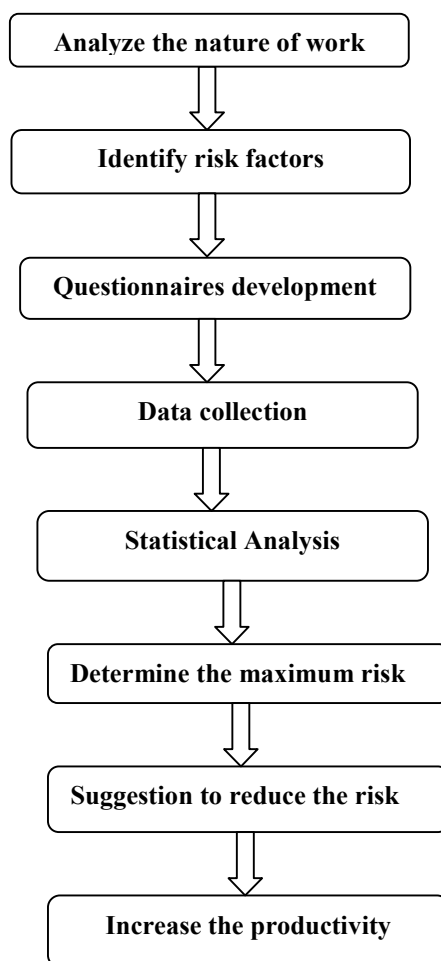 Analyze the nature of work
Identify risk factors
Questionnaires development
Data collection
Statistical Analysis
Determine the maximum risk
Suggestion to reduce the risk
Increase the productivity